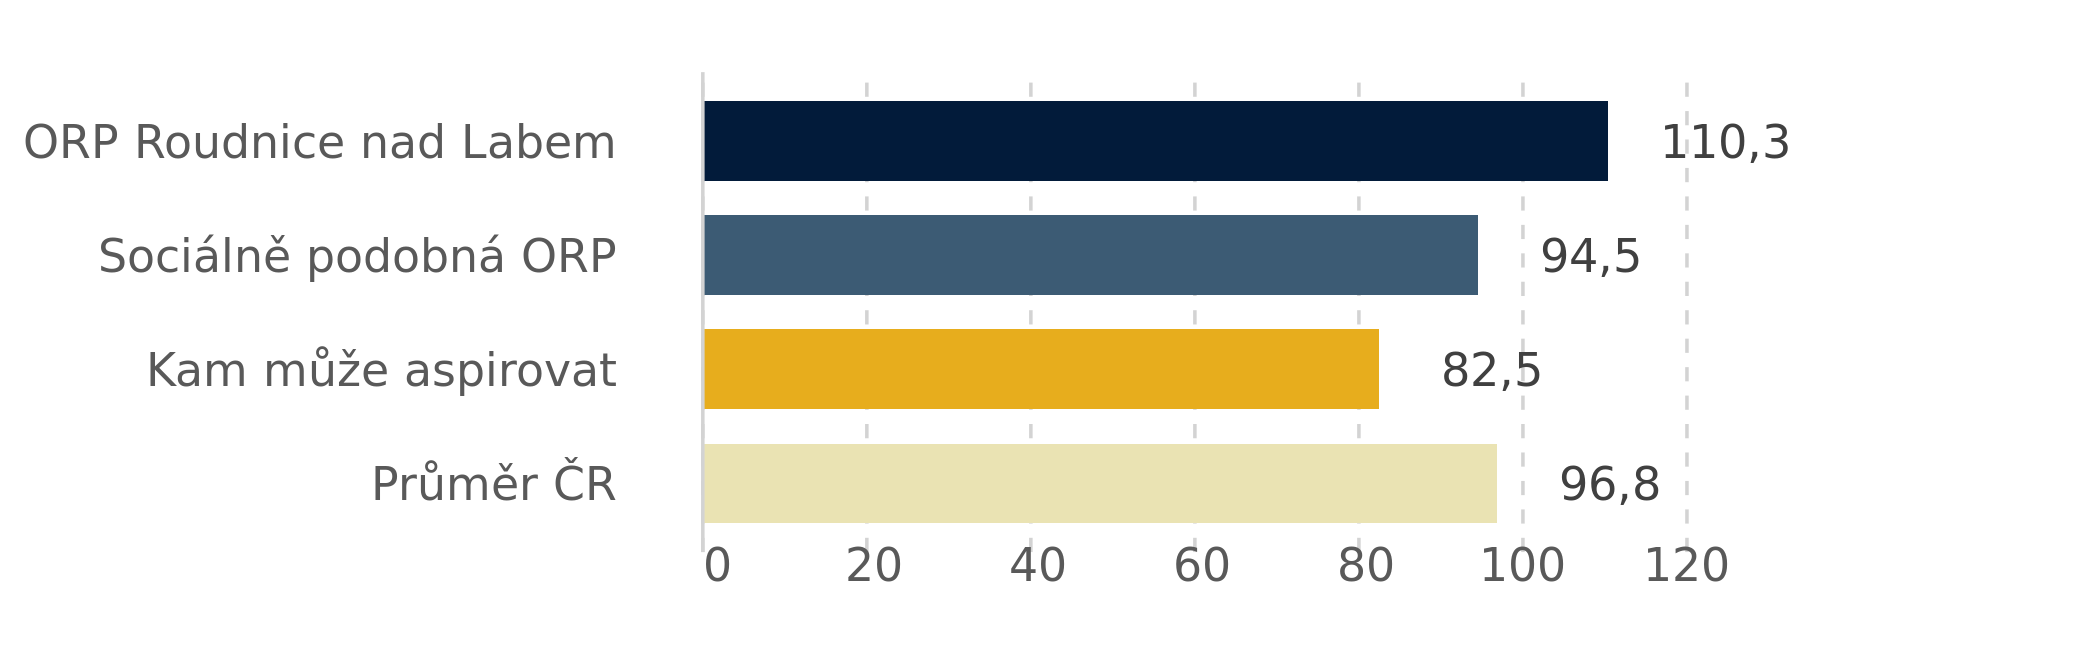 ORP Roudnice nad Labem 110,3
Sociálně podobná ORP 94,5
Kam může aspirovat 82,5
Průměr ČR 96,8
0 20 40 60 80 100 120